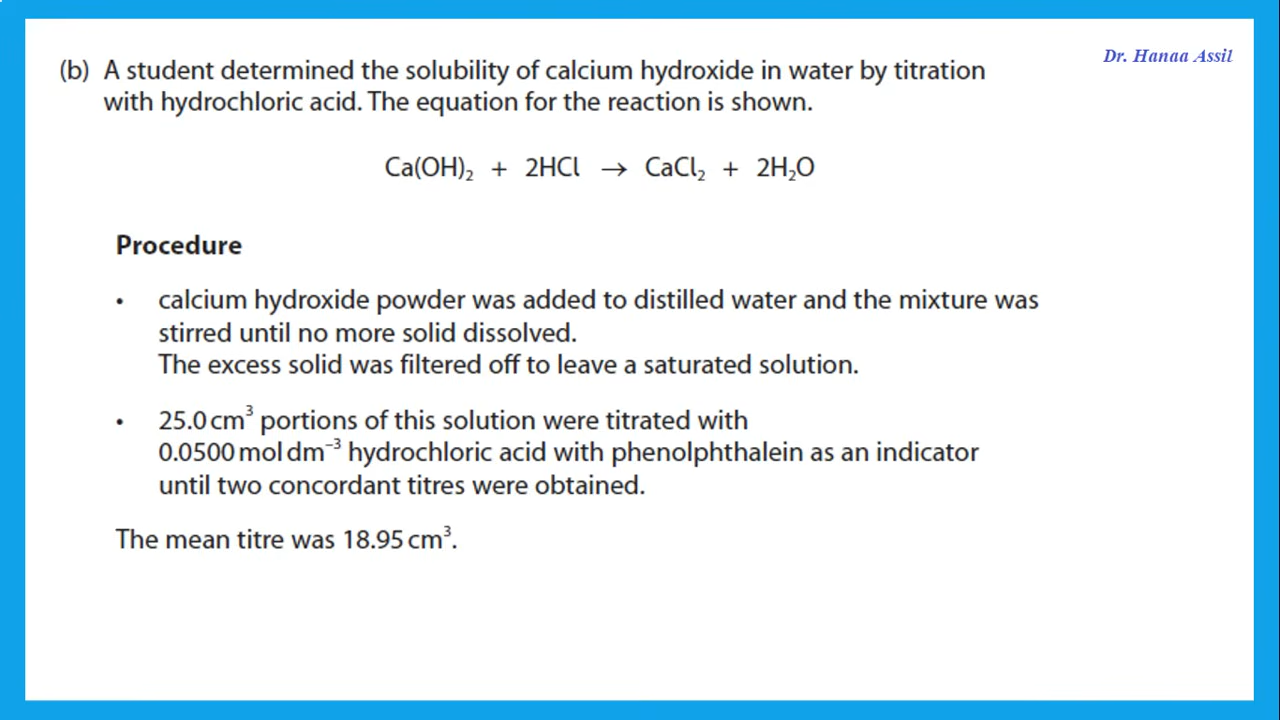 Dr. Hanaa Assil
(b) A student determined the solubility of calcium hydroxide in water by titration
with hydrochloric acid. The equation for the reaction is shown.
Ca(OH)₂ + 2HCl → CaCl₂ + 2H₂O
Procedure
• calcium hydroxide powder was added to distilled water and the mixture was
stirred until no more solid dissolved.
The excess solid was filtered off to leave a saturated solution.
• 25.0 cm³ portions of this solution were titrated with
0.0500 mol dm⁻³ hydrochloric acid with phenolphthalein as an indicator
until two concordant titres were obtained.
The mean titre was 18.95 cm³.